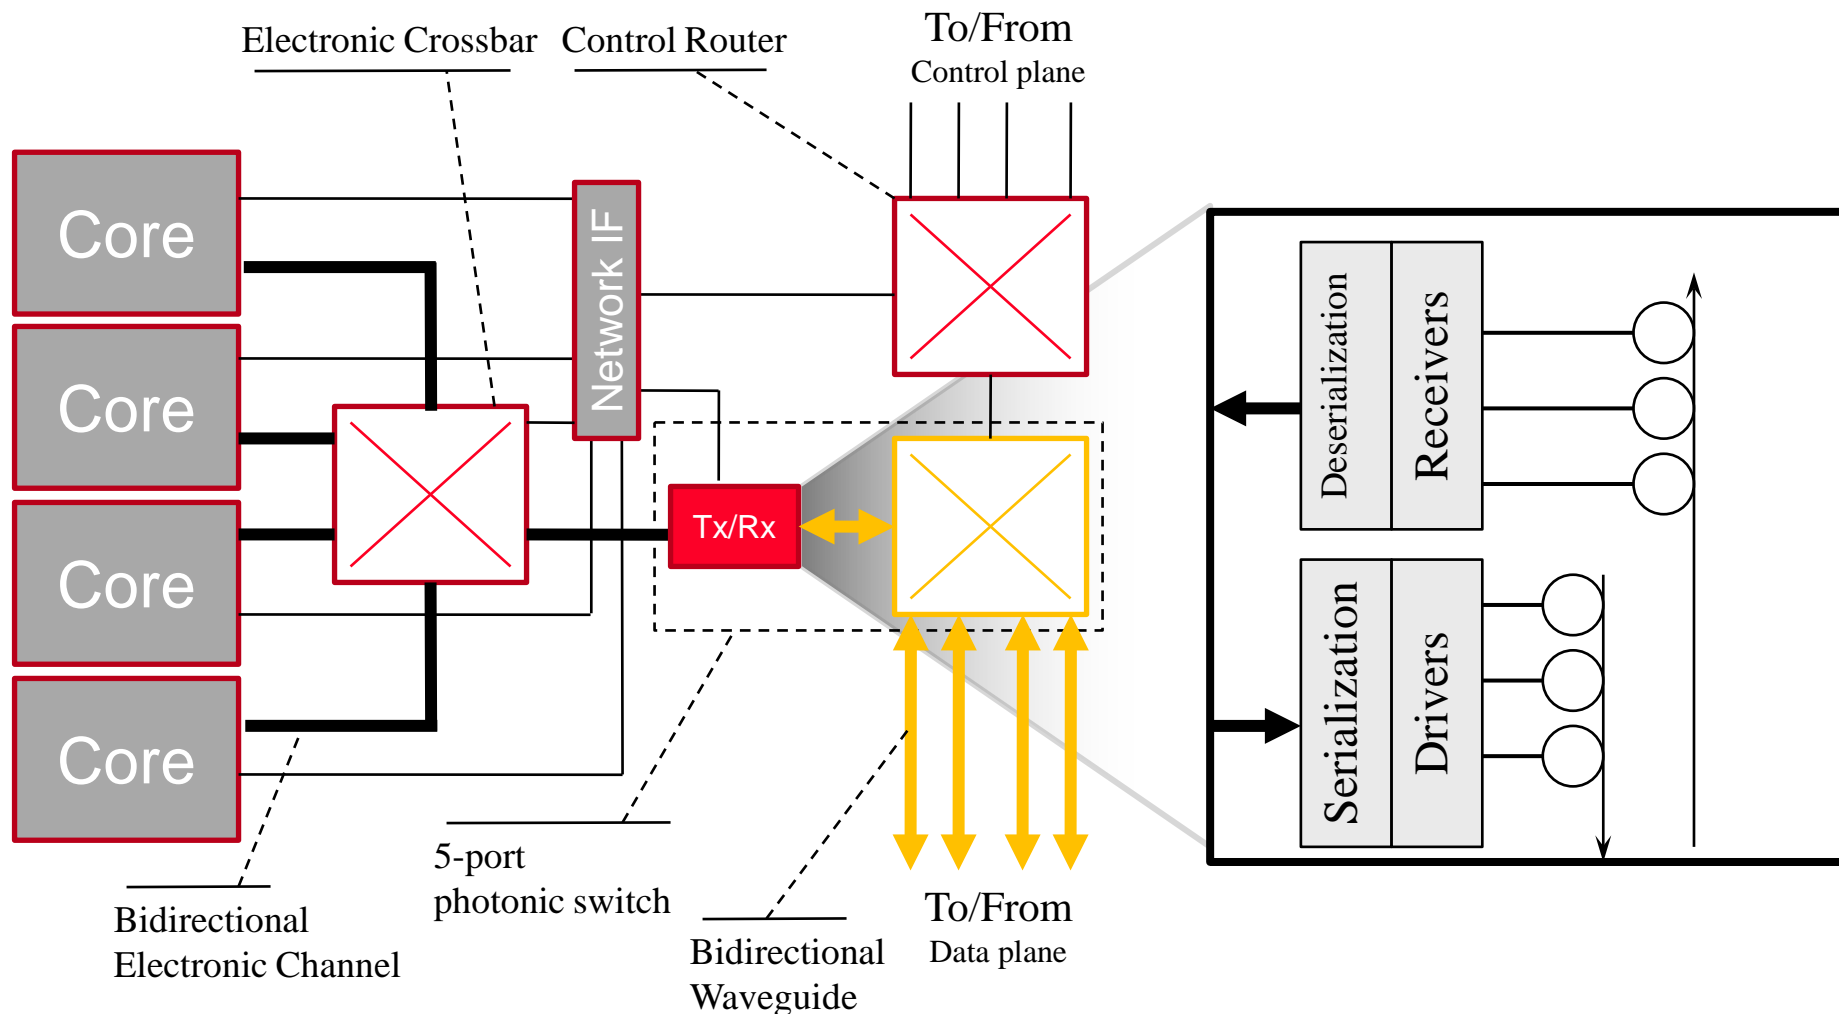 Electronic Crossbar
Control Router
To/From
Control plane
Core
Core
Core
Core
Network IF
Tx/Rx
Deserialization
Receivers
Serialization
Drivers
5-port
photonic switch
Bidirectional
Electronic Channel
Bidirectional
Waveguide
To/From
Data plane